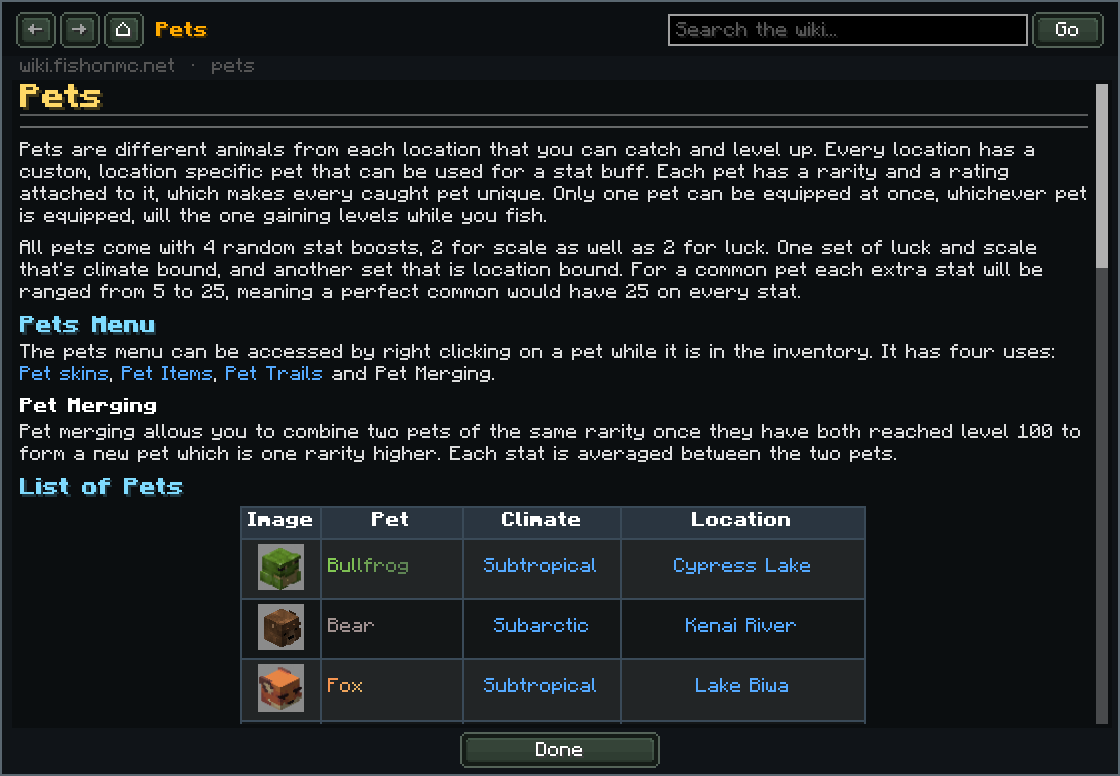 Pets
Search the wiki...
Go
wiki.fishonmc.net · pets
Pets
Pets are different animals from each location that you can catch and level up. Every location has a
custom, location specific pet that can be used for a stat buff. Each pet has a rarity and a rating
attached to it, which makes every caught pet unique. Only one pet can be equipped at once, whichever pet
is equipped, will the one gaining levels while you fish.
All pets come with 4 random stat boosts, 2 for scale as well as 2 for luck. One set of luck and scale
that's climate bound, and another set that is location bound. For a common pet each extra stat will be
ranged from 5 to 25, meaning a perfect common would have 25 on every stat.
Pets Menu
The pets menu can be accessed by right clicking on a pet while it is in the inventory. It has four uses:
Pet skins, Pet Items, Pet Trails and Pet Merging.
Pet Merging
Pet merging allows you to combine two pets of the same rarity once they have both reached level 100 to
form a new pet which is one rarity higher. Each stat is averaged between the two pets.
List of Pets
Image Pet Climate Location
Bullfrog Subtropical Cypress Lake
Bear Subarctic Kenai River
Fox Subtropical Lake Biwa
Done